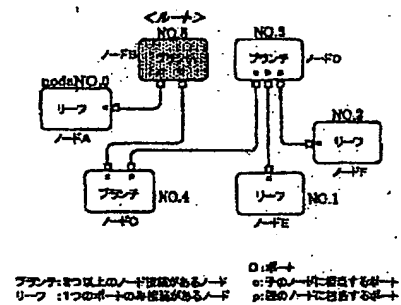 <ルート>
NO.5
ノードB
ブランチ
NO.3
ブランチ
ノードD
nodeNO.0
リーフ
ノードA
NO.2
リーフ
ノードF
ブランチ
NO.4
ノードC
リーフ
NO.1
ノードE
□:ポート
ブランチ:2つ以上のノード接続があるノード
c:子のノードに接続するポート
リーフ :1つのポートのみ接続があるノード
p:親のノードに接続するポート